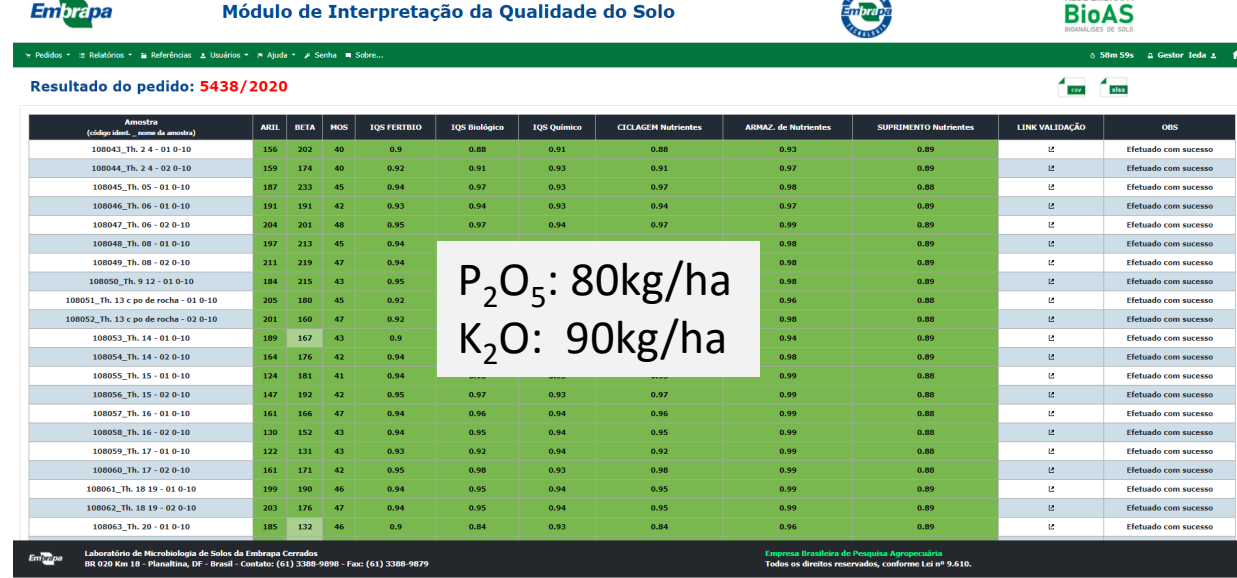 Embrapa
Módulo de Interpretação da Qualidade do Solo
Embrapa
TECNOLOGIA
BioAS
BIOANÁLISES DE SOLO
Pedidos Relatórios Referências Usuários Ajuda Senha Sobre... 58m 59s Gestor Ieda
Resultado do pedido: 5438/2020
csv xlsx
Amostra (código ident. _ nome da amostra) ARIL BETA MOS IQS FERTBIO IQS Biológico IQS Químico CICLAGEM Nutrientes ARMAZ. de Nutrientes SUPRIMENTO Nutrientes LINK VALIDAÇÃO OBS
108043_Th. 2 4 - 01 0-10 156 202 40 0.9 0.88 0.91 0.88 0.93 0.89 Efetuado com sucesso
108044_Th. 2 4 - 02 0-10 159 174 40 0.92 0.91 0.93 0.91 0.97 0.89 Efetuado com sucesso
108045_Th. 05 - 01 0-10 187 233 45 0.94 0.97 0.93 0.97 0.98 0.88 Efetuado com sucesso
108046_Th. 06 - 01 0-10 191 191 42 0.93 0.94 0.93 0.94 0.97 0.89 Efetuado com sucesso
108047_Th. 06 - 02 0-10 204 201 48 0.95 0.97 0.94 0.97 0.99 0.89 Efetuado com sucesso
108048_Th. 08 - 01 0-10 197 213 45 0.94 0.98 0.89 Efetuado com sucesso
108049_Th. 08 - 02 0-10 211 219 47 0.94 0.98 0.89 Efetuado com sucesso
108050_Th. 9 12 - 01 0-10 184 215 43 0.95 0.98 0.89 Efetuado com sucesso
108051_Th. 13 c po de rocha - 01 0-10 205 180 45 0.92 0.96 0.88 Efetuado com sucesso
108052_Th. 13 c po de rocha - 02 0-10 201 160 47 0.92 0.98 0.88 Efetuado com sucesso
108053_Th. 14 - 01 0-10 189 167 43 0.9 0.94 0.89 Efetuado com sucesso
108054_Th. 14 - 02 0-10 164 176 42 0.94 0.98 0.89 Efetuado com sucesso
P₂O₅: 80kg/ha
K₂O: 90kg/ha
108055_Th. 15 - 01 0-10 124 181 41 0.94 0.99 0.88 Efetuado com sucesso
108056_Th. 15 - 02 0-10 147 192 42 0.95 0.97 0.93 0.97 0.99 0.88 Efetuado com sucesso
108057_Th. 16 - 01 0-10 161 166 47 0.94 0.96 0.94 0.96 0.99 0.88 Efetuado com sucesso
108058_Th. 16 - 02 0-10 130 152 43 0.94 0.95 0.94 0.95 0.99 0.88 Efetuado com sucesso
108059_Th. 17 - 01 0-10 122 131 43 0.93 0.92 0.94 0.92 0.99 0.88 Efetuado com sucesso
108060_Th. 17 - 02 0-10 161 171 42 0.95 0.98 0.93 0.98 0.99 0.88 Efetuado com sucesso
108061_Th. 18 19 - 01 0-10 199 190 46 0.94 0.95 0.94 0.95 0.99 0.89 Efetuado com sucesso
108062_Th. 18 19 - 02 0-10 203 176 47 0.94 0.95 0.94 0.95 0.99 0.89 Efetuado com sucesso
108063_Th. 20 - 01 0-10 185 132 46 0.9 0.84 0.93 0.84 0.96 0.89 Efetuado com sucesso
Embrapa
Laboratório de Microbiologia de Solos da Embrapa Cerrados
BR 020 Km 18 - Planaltina, DF - Brasil - Contato: (61) 3388-9898 - Fax: (61) 3388-9879
Empresa Brasileira de Pesquisa Agropecuária
Todos os direitos reservados, conforme Lei nº 9.610.